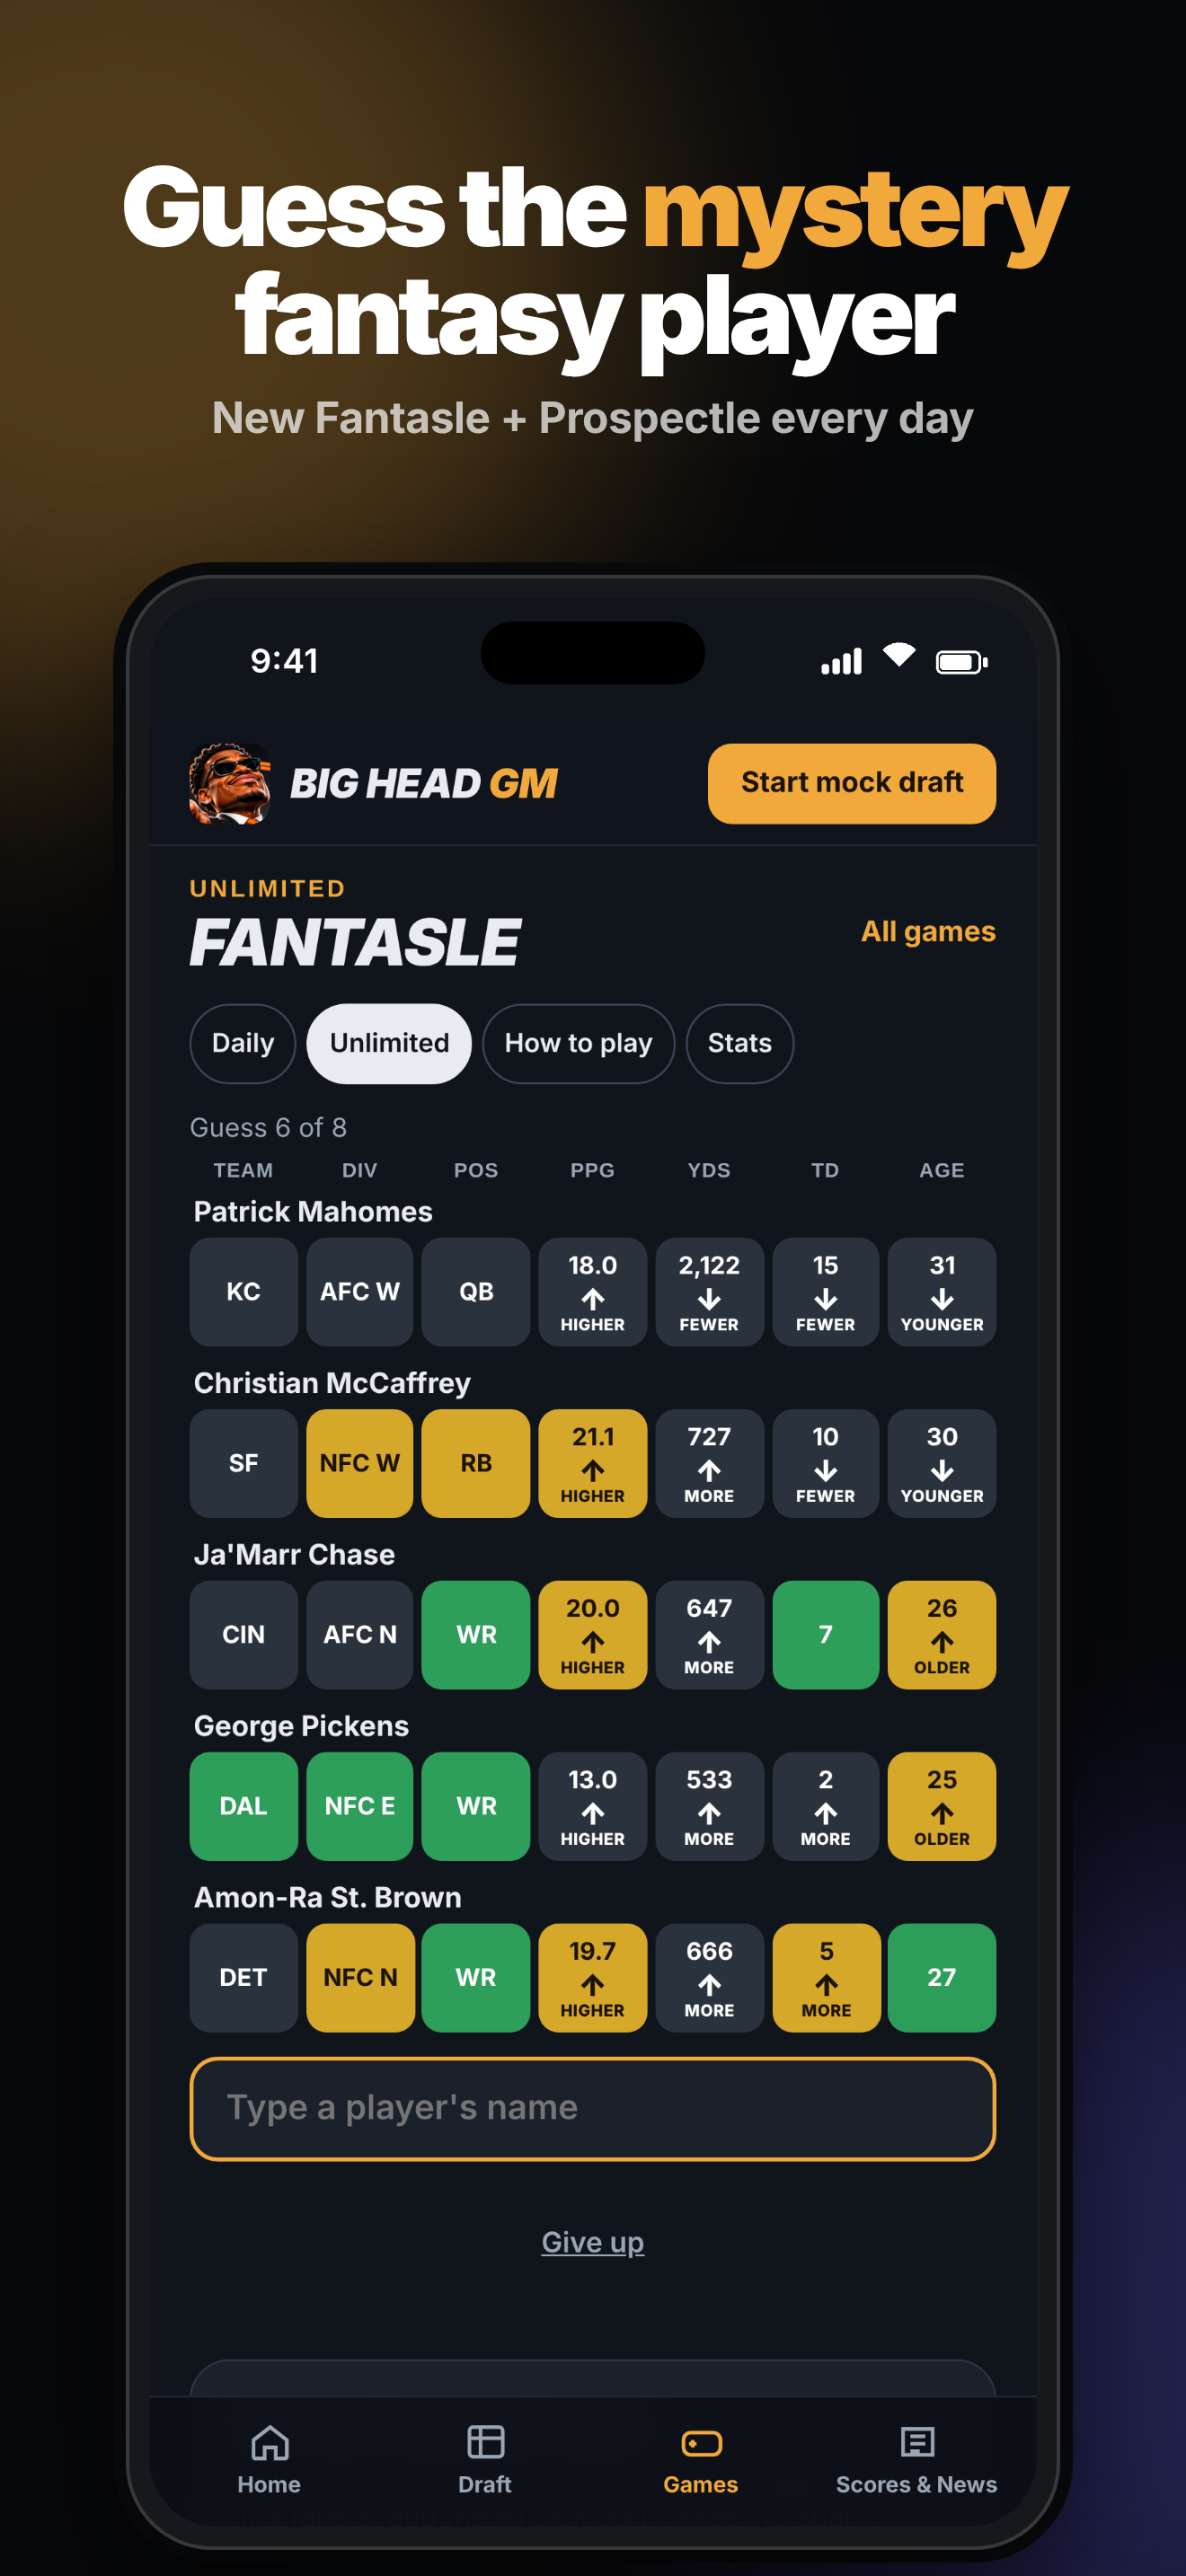 Guess the mystery
fantasy player
New Fantasle + Prospectle every day
9:41
BIG HEAD GM
Start mock draft
UNLIMITED
FANTASLE
All games
Daily
Unlimited
How to play
Stats
Guess 6 of 8
TEAM DIV POS PPG YDS TD AGE
Patrick Mahomes
KC AFC W QB 18.0 2,122 15 31
↑ ↓ ↓ ↓
HIGHER FEWER FEWER YOUNGER
Christian McCaffrey
SF NFC W RB 21.1 727 10 30
↑ ↑ ↓ ↓
HIGHER MORE FEWER YOUNGER
Ja'Marr Chase
CIN AFC N WR 20.0 647 7 26
↑ ↑ ↑
HIGHER MORE OLDER
George Pickens
DAL NFC E WR 13.0 533 2 25
↑ ↑ ↑ ↑
HIGHER MORE MORE OLDER
Amon-Ra St. Brown
DET NFC N WR 19.7 666 5 27
↑ ↑ ↑
HIGHER MORE MORE
Type a player's name
Give up
Home
Draft
Games
Scores & News